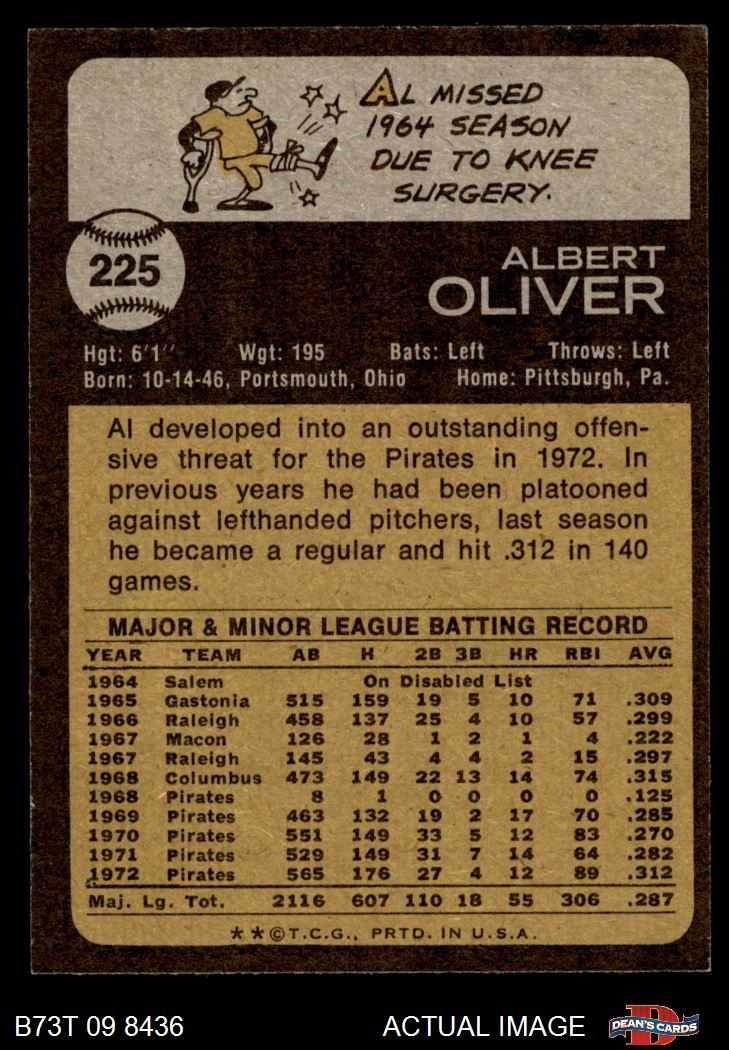 AL MISSED
1964 SEASON
DUE TO KNEE
SURGERY.
225
ALBERT
OLIVER
Hgt: 6'1" Wgt: 195 Bats: Left Throws: Left
Born: 10-14-46, Portsmouth, Ohio Home: Pittsburgh, Pa.
Al developed into an outstanding offen-
sive threat for the Pirates in 1972. In
previous years he had been platooned
against lefthanded pitchers, last season
he became a regular and hit .312 in 140
games.
MAJOR & MINOR LEAGUE BATTING RECORD
YEAR TEAM AB H 2B 3B HR RBI AVG
1964 Salem On Disabled List
1965 Gastonia 515 159 19 5 10 71 .309
1966 Raleigh 458 137 25 4 10 57 .299
1967 Macon 126 28 1 2 1 4 .222
1967 Raleigh 145 43 4 4 2 15 .297
1968 Columbus 473 149 22 13 14 74 .315
1968 Pirates 8 1 0 0 0 0 .125
1969 Pirates 463 132 19 2 17 70 .285
1970 Pirates 551 149 33 5 12 83 .270
1971 Pirates 529 149 31 7 14 64 .282
1972 Pirates 565 176 27 4 12 89 .312
Maj. Lg. Tot. 2116 607 110 18 55 306 .287
* * © T.C.G., PRTD. IN U.S.A.
B73T 09 8436 ACTUAL IMAGE D DEAN'S CARDS